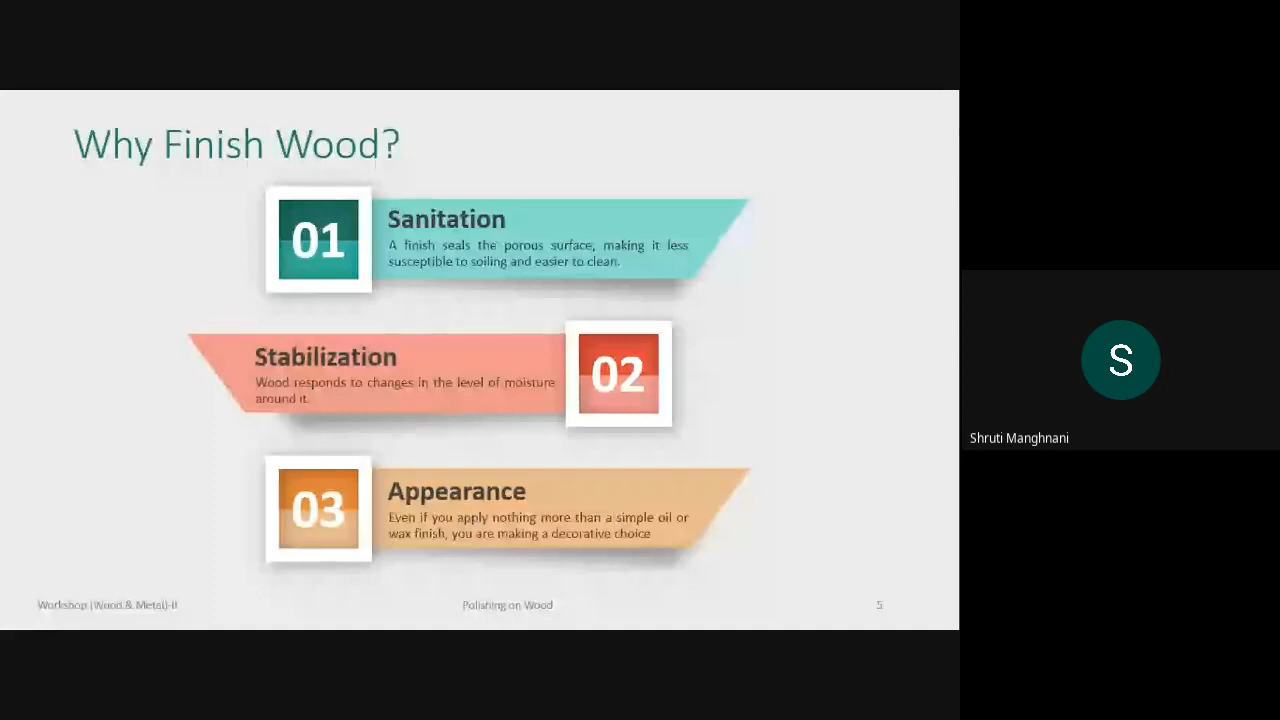 Why Finish Wood?
01
Sanitation
A finish seals the porous surface, making it less
susceptible to soiling and easier to clean.
Stabilization
Wood responds to changes in the level of moisture
around it.
02
03
Appearance
Even if you apply nothing more than a simple oil or
wax finish, you are making a decorative choice
Workshop (Wood & Metal)-II
Polishing on Wood
5
S
Shruti Manghnani